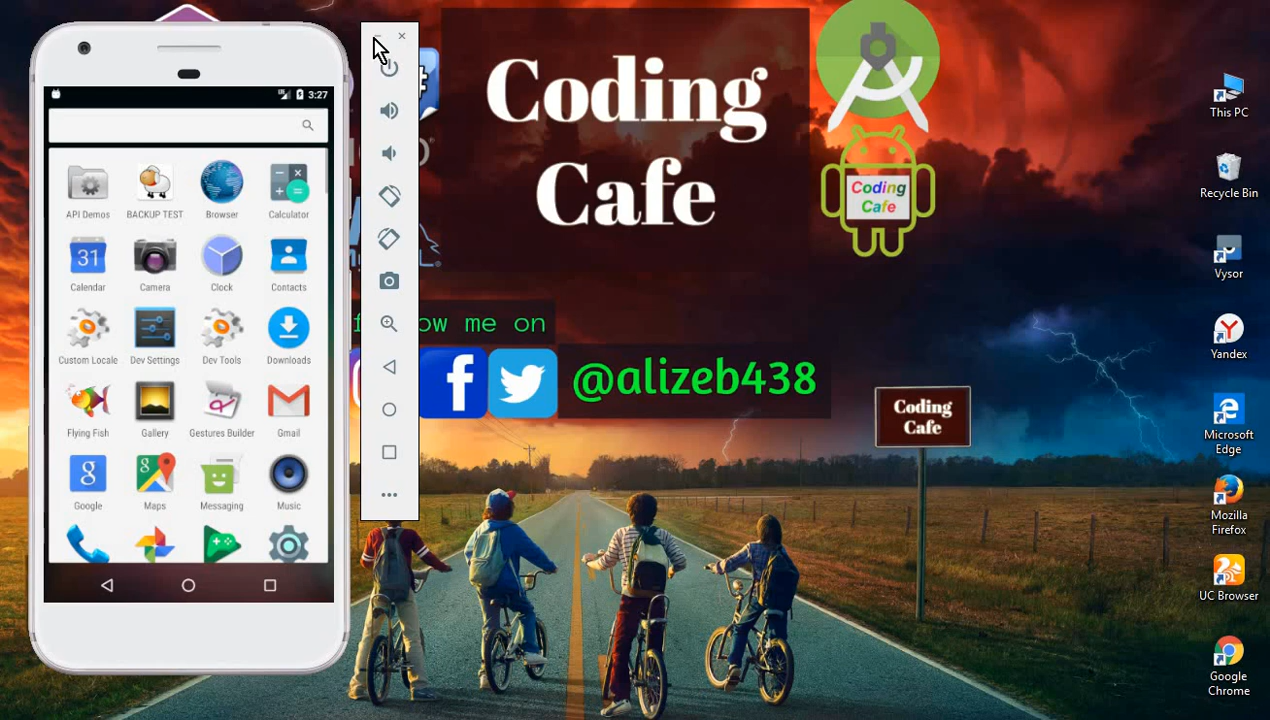 3:27
API Demos
BACKUP TEST
Browser
Calculator
31
Calendar
Camera
Clock
Contacts
Custom Locale
Dev Settings
Dev Tools
Downloads
Flying Fish
Gallery
Gestures Builder
Gmail
Google
Maps
Messaging
Music
Coding
Cafe
Coding
Cafe
ow me on
@alizeb438
Coding
Cafe
This PC
Recycle Bin
Vysor
Yandex
Microsoft
Edge
Mozilla
Firefox
UC Browser
Google
Chrome